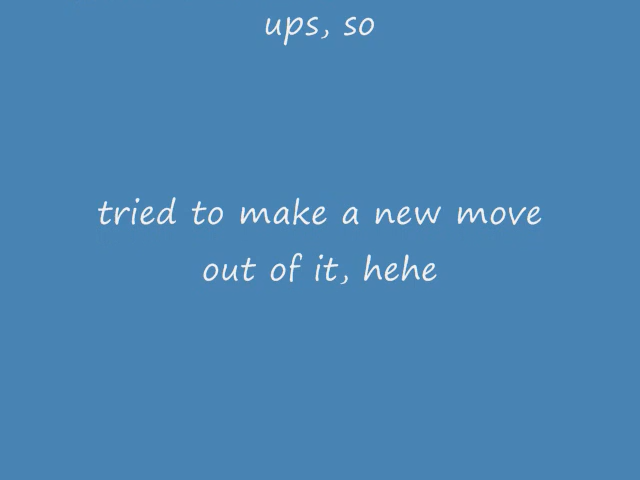 ups, so
tried to make a new move
out of it, hehe